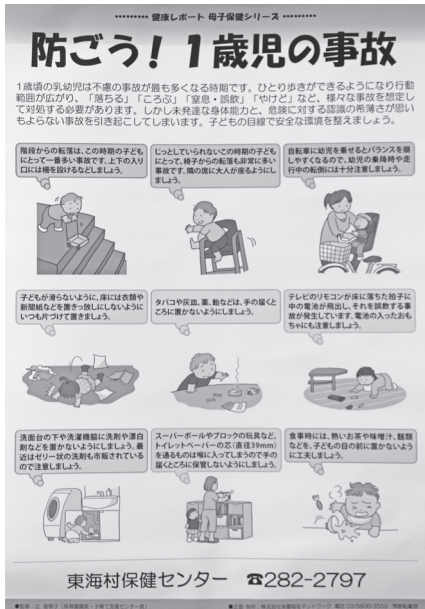 健康レポート 母子保健シリーズ
防ごう！１歳児の事故
1歳頃の乳幼児は不慮の事故が最も多くなる時期です。ひとり歩きができるようになり行動
範囲が広がり、「落ちる」「ころぶ」「窒息・誤飲」「やけど」など、様々な事故を想定し
て対処する必要があります。しかし未発達な身体能力と、危険に対する認識の希薄さが思い
もよらない事故を引き起こしてしまいます。子どもの目線で安全な環境を整えましょう。
階段からの転落は、この時期の子ども
にとって一番多い事故です。上下の入り
口には柵を設けるなどしましょう。
じっとしていられないこの時期の子ども
にとって、椅子からの転落も非常に多い
事故です。隣の席に大人が座るようにし
ましょう。
自転車に幼児を乗せるとバランスを崩
しやすくなるので、幼児の乗降時や走
行中の転倒には十分注意しましょう。
子どもが滑らないように、床には衣類や
新聞紙などを置きっ放しにしないように
いつも片づけて置きましょう。
タバコや灰皿、薬、飴などは、手の届くと
ころに置かないようにしましょう。
テレビのリモコンが床に落ちた拍子に
中の電池が飛出し、それを誤飲する事
故が発生しています。電池の入ったおも
ちゃにも注意しましょう。
洗面台の下や洗濯機脇に洗剤や漂白
剤などを置かないようにしましょう。最
近はゼリー状の洗剤も市販されている
ので注意しましょう。
スーパーボールやブロックの玩具など、
トイレットペーパーの芯（直径39mm）
を通るものは喉に入ってしまうので手の
届くところに保管しないようにしましょう。
食事時には、熱いお茶や味噌汁、麺類
などを、子どもの目の前に置かないよう
に工夫しましょう。
東海村保健センター ☎282-2797